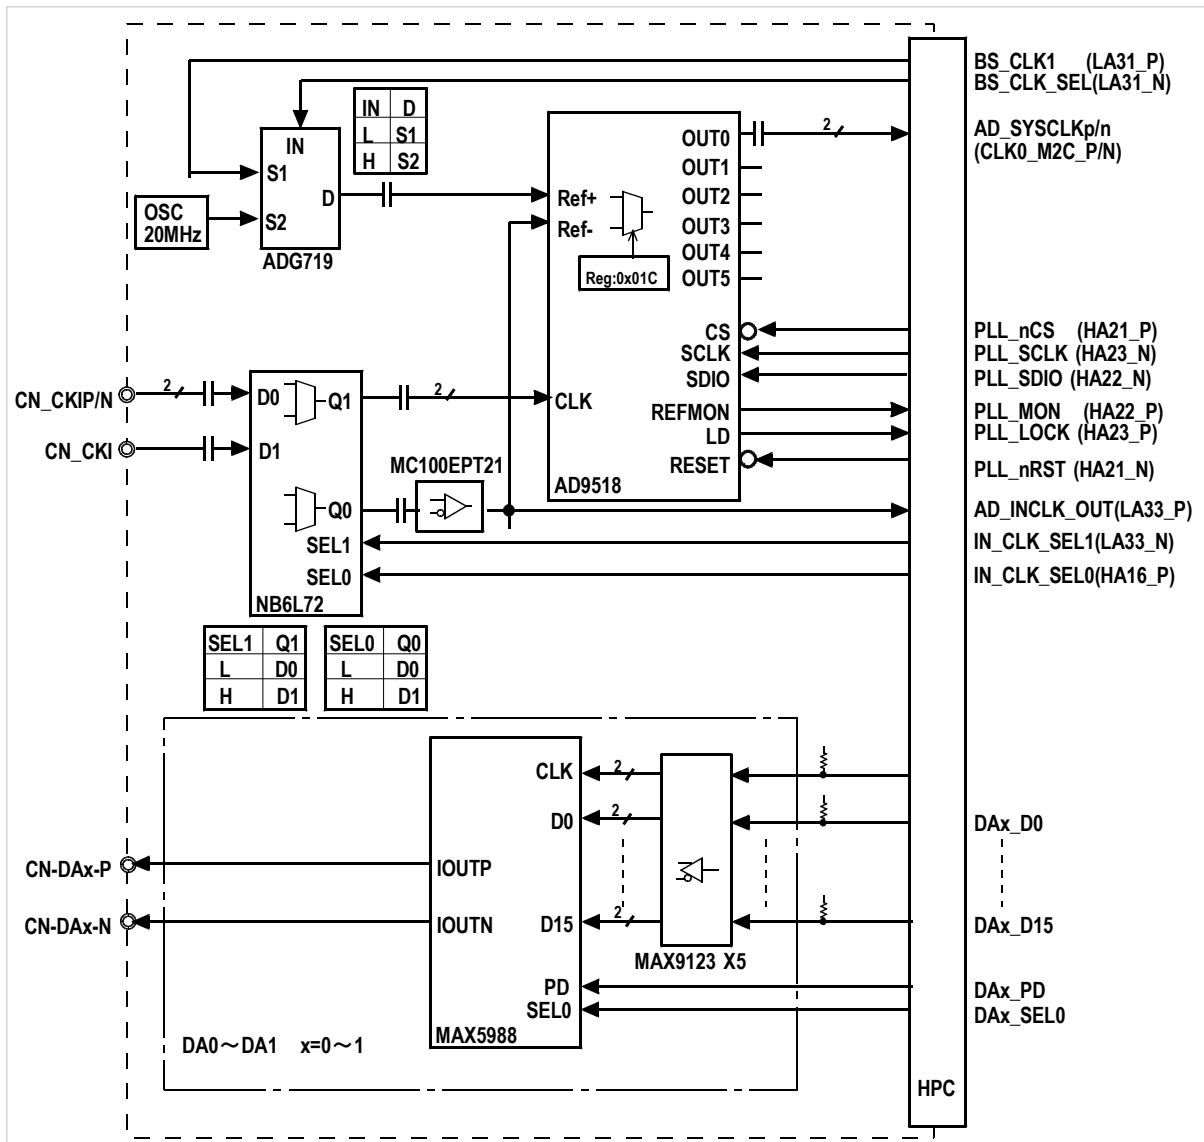 BS_CLK1 (LA31_P)
BS_CLK_SEL(LA31_N)
AD_SYSCLKp/n
(CLK0_M2C_P/N)
IN D
L S1
H S2
IN
S1
S2
D
ADG719
OSC
20MHz
Ref+
Ref-
Reg:0x01C
OUT0
2
OUT1
OUT2
OUT3
OUT4
OUT5
CS
SCLK
SDIO
REFMON
LD
RESET
CLK
AD9518
PLL_nCS (HA21_P)
PLL_SCLK (HA23_N)
PLL_SDIO (HA22_N)
PLL_MON (HA22_P)
PLL_LOCK (HA23_P)
PLL_nRST (HA21_N)
AD_INCLK_OUT(LA33_P)
IN_CLK_SEL1(LA33_N)
IN_CLK_SEL0(HA16_P)
CN_CKIP/N
2
CN_CKI
D0
Q1
2
D1
Q0
SEL1
SEL0
NB6L72
MC100EPT21
SEL1 Q1
L D0
H D1
SEL0 Q0
L D0
H D1
CLK
2
D0
2
D15
2
IOUTP
IOUTN
PD
SEL0
MAX5988
MAX9123 X5
CN-DAx-P
CN-DAx-N
DAx_D0
DAx_D15
DAx_PD
DAx_SEL0
DA0～DA1 x=0～1
HPC